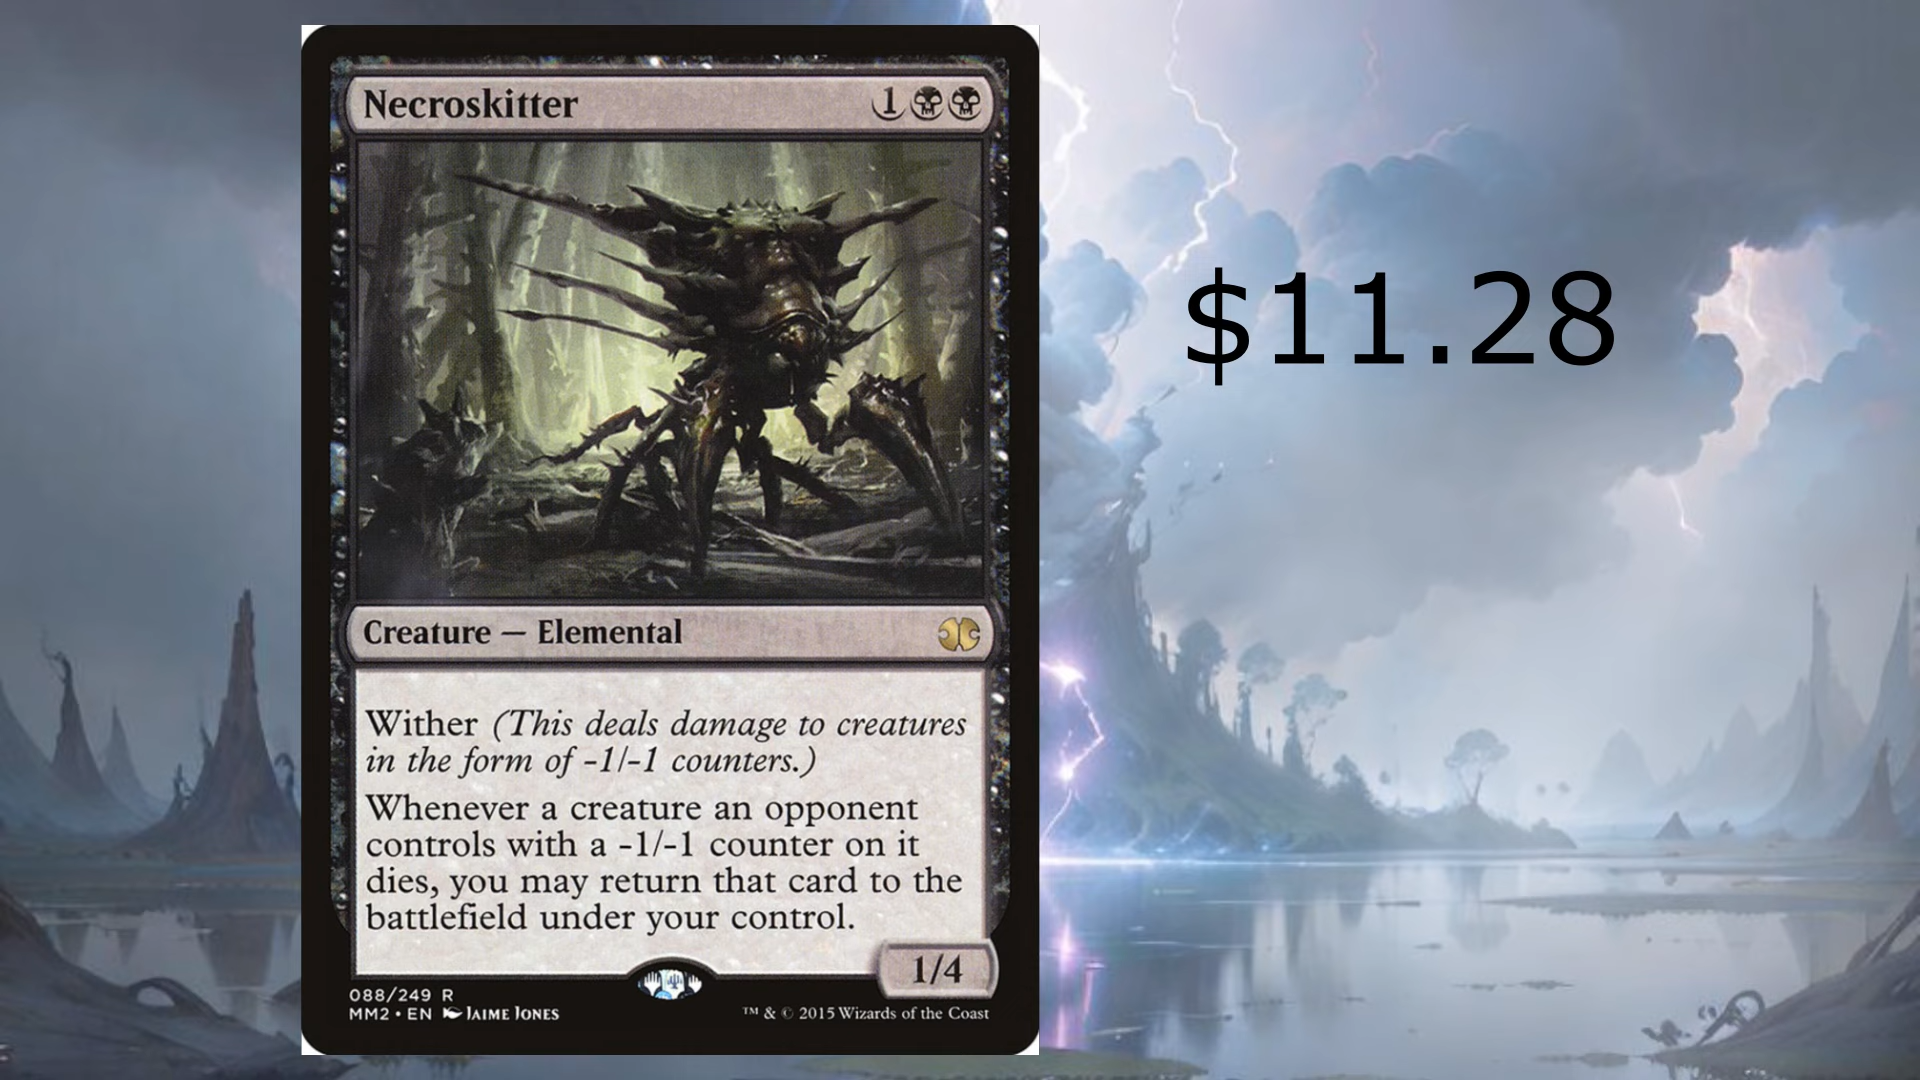 Necroskitter 1
$11.28
Creature — Elemental
Wither (This deals damage to creatures
in the form of -1/-1 counters.)
Whenever a creature an opponent
controls with a -1/-1 counter on it
dies, you may return that card to the
battlefield under your control.
1/4
088/249 R
MM2 • EN JAIME JONES
™ & © 2015 Wizards of the Coast